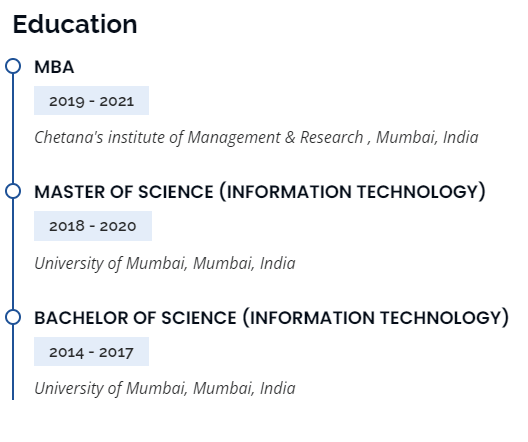 Education
MBA
2019 - 2021
Chetana's institute of Management & Research , Mumbai, India
MASTER OF SCIENCE (INFORMATION TECHNOLOGY)
2018 - 2020
University of Mumbai, Mumbai, India
BACHELOR OF SCIENCE (INFORMATION TECHNOLOGY)
2014 - 2017
University of Mumbai, Mumbai, India